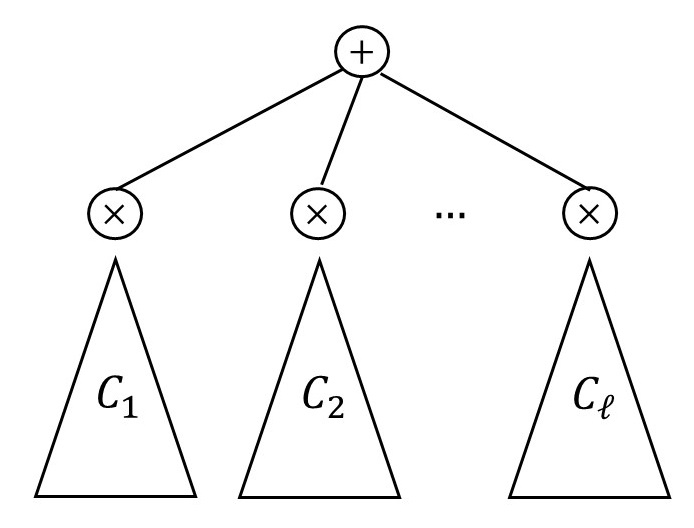 +
× × ... ×
C₁ C₂ Cℓ